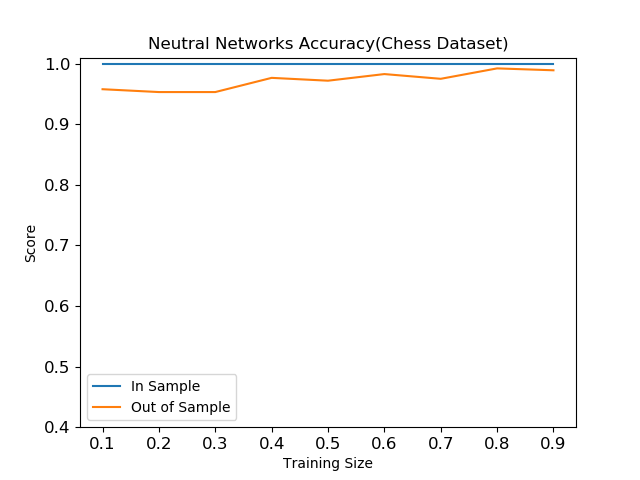 Neutral Networks Accuracy(Chess Dataset)
1.0
0.9
0.8
0.7
0.6
0.5
0.4
Score
In Sample
Out of Sample
0.1 0.2 0.3 0.4 0.5 0.6 0.7 0.8 0.9
Training Size